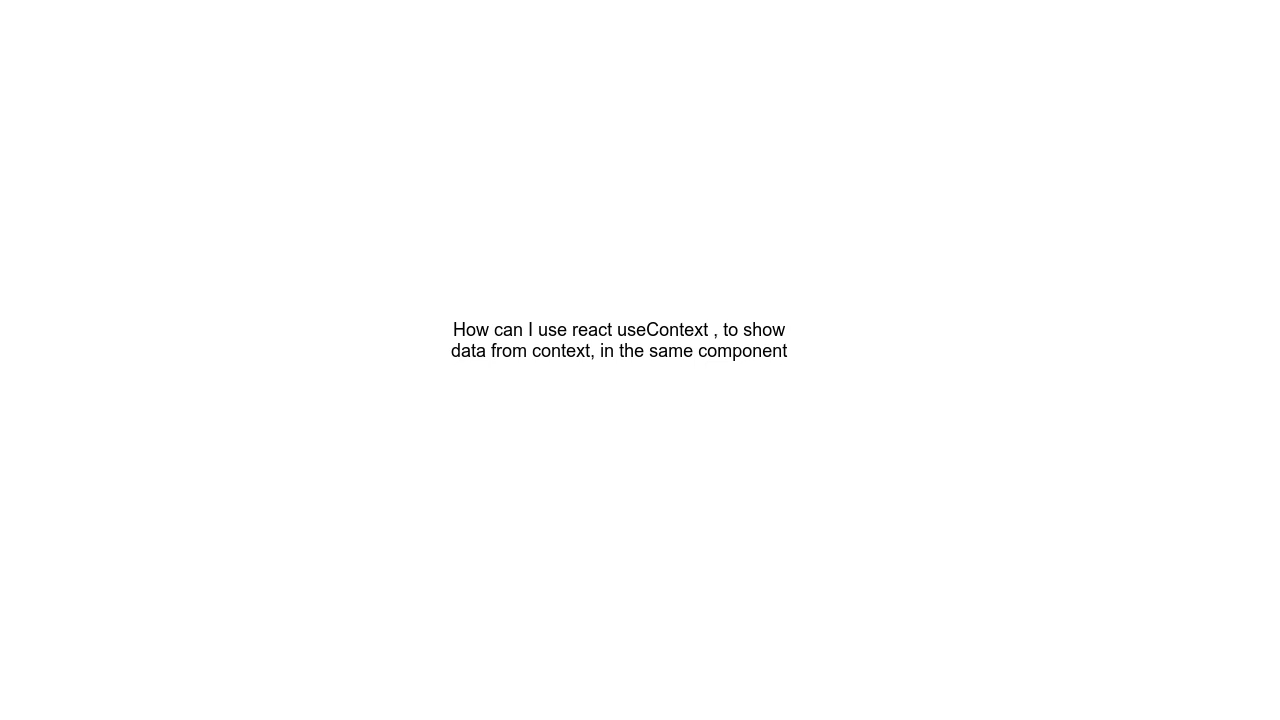 How can I use react useContext , to show
data from context, in the same component